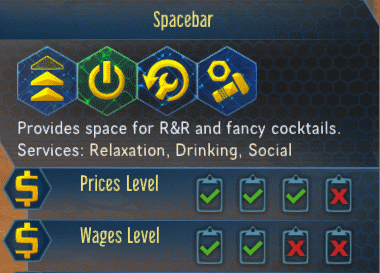 Spacebar
Provides space for R&R and fancy cocktails.
Services: Relaxation, Drinking, Social
$ Prices Level
$ Wages Level